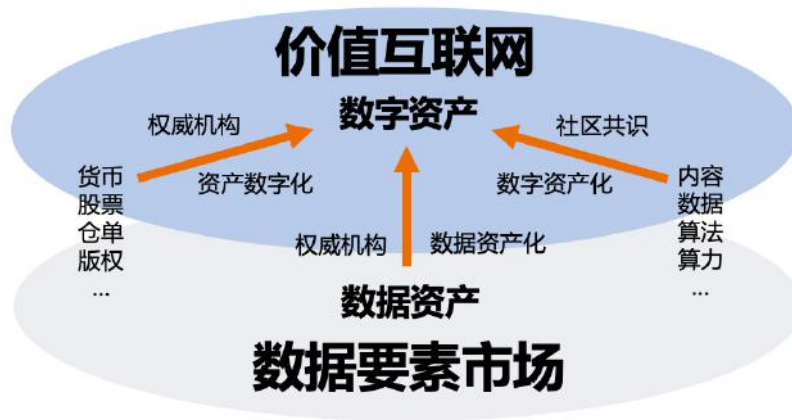 价值互联网
数字资产
权威机构
社区共识
资产数字化
数字资产化
货币
股票
仓单
版权
...
内容
数据
算法
算力
...
权威机构
数据资产化
数据资产
数据要素市场